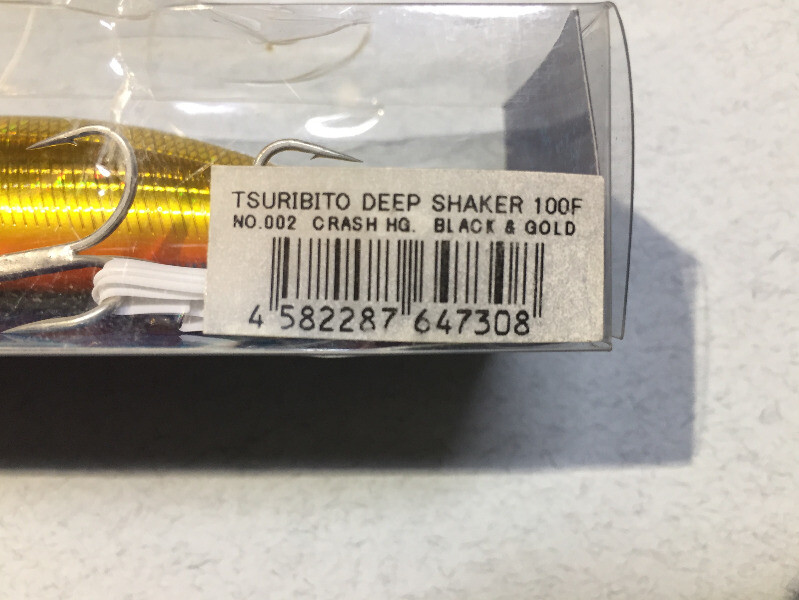 TSURIBITO DEEP SHAKER 100F
NO.002 CRASH HG. BLACK & GOLD
4 582287 647308